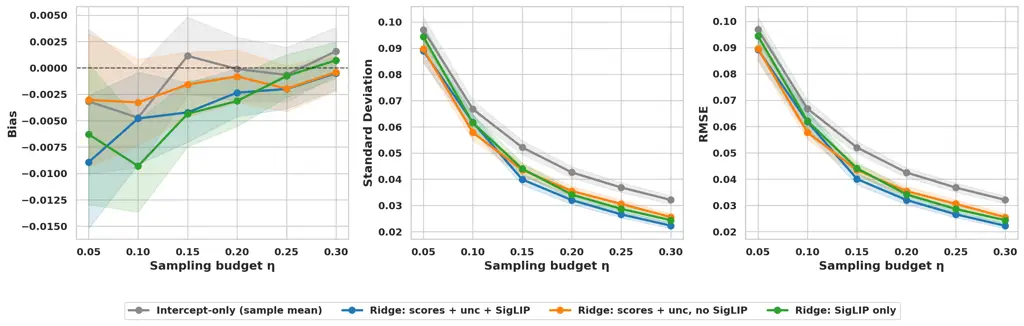 Bias
0.0050
0.0025
0.0000
−0.0025
−0.0050
−0.0075
−0.0100
−0.0125
−0.0150
0.05 0.10 0.15 0.20 0.25 0.30
Sampling budget η
Standard Deviation
0.10
0.09
0.08
0.07
0.06
0.05
0.04
0.03
0.02
0.05 0.10 0.15 0.20 0.25 0.30
Sampling budget η
RMSE
0.10
0.09
0.08
0.07
0.06
0.05
0.04
0.03
0.02
0.05 0.10 0.15 0.20 0.25 0.30
Sampling budget η
Intercept-only (sample mean) Ridge: scores + unc + SigLIP Ridge: scores + unc, no SigLIP Ridge: SigLIP only